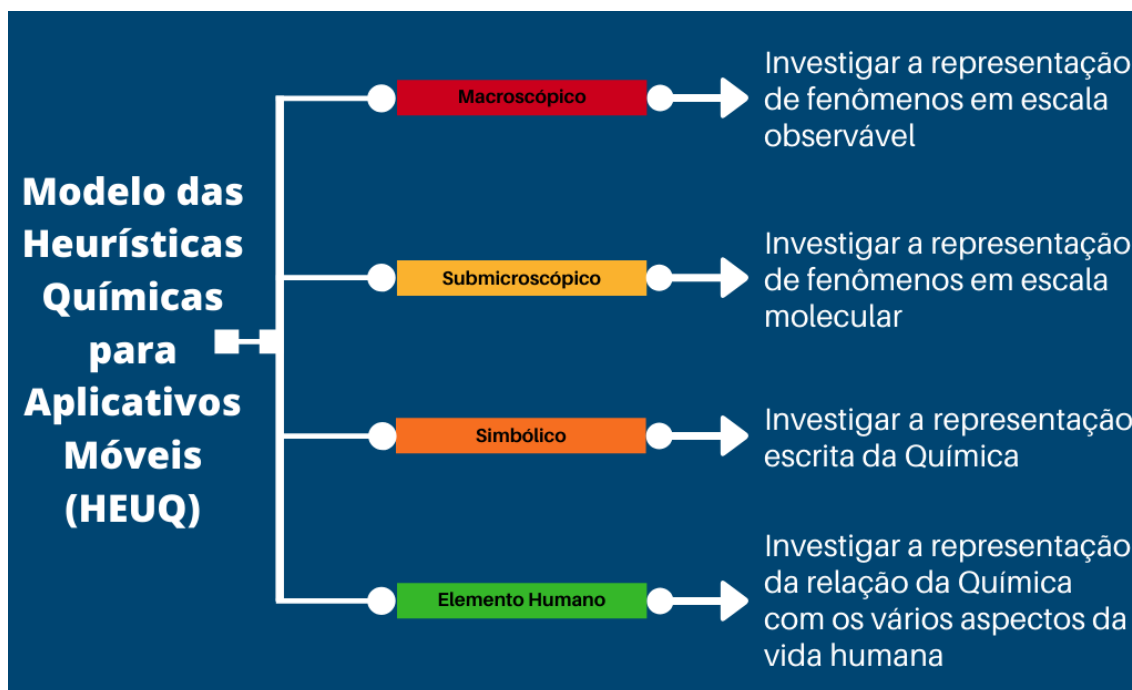 Modelo das
Heurísticas
Químicas
para
Aplicativos
Móveis
(HEUQ)
Macroscópico
Investigar a representação
de fenômenos em escala
observável
Submicroscópico
Investigar a representação
de fenômenos em escala
molecular
Simbólico
Investigar a representação
escrita da Química
Elemento Humano
Investigar a representação
da relação da Química
com os vários aspectos da
vida humana